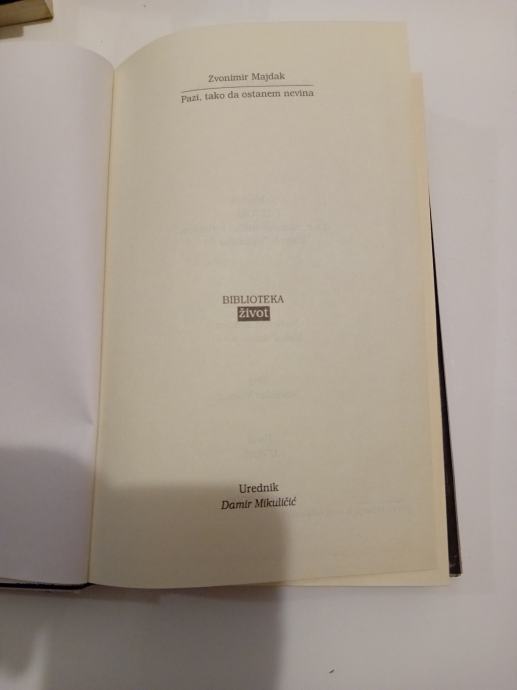 Zvonimir Majdak
Pazi, tako da ostanem nevina
BIBLIOTEKA
život
Urednik
Damir Mikuličić